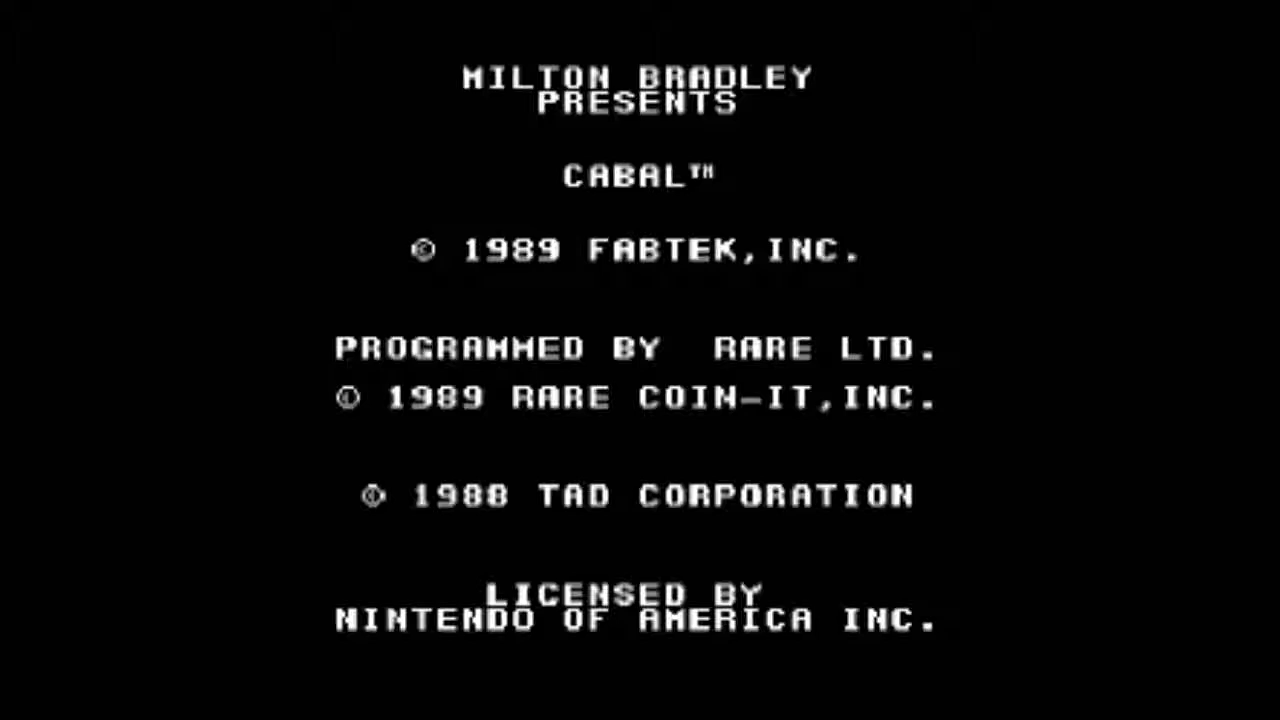 MILTON BRADLEY
PRESENTS
CABAL™
© 1989 FABTEK,INC.
PROGRAMMED BY RARE LTD.
© 1989 RARE COIN-IT,INC.
© 1988 TAD CORPORATION
LICENSED BY
NINTENDO OF AMERICA INC.